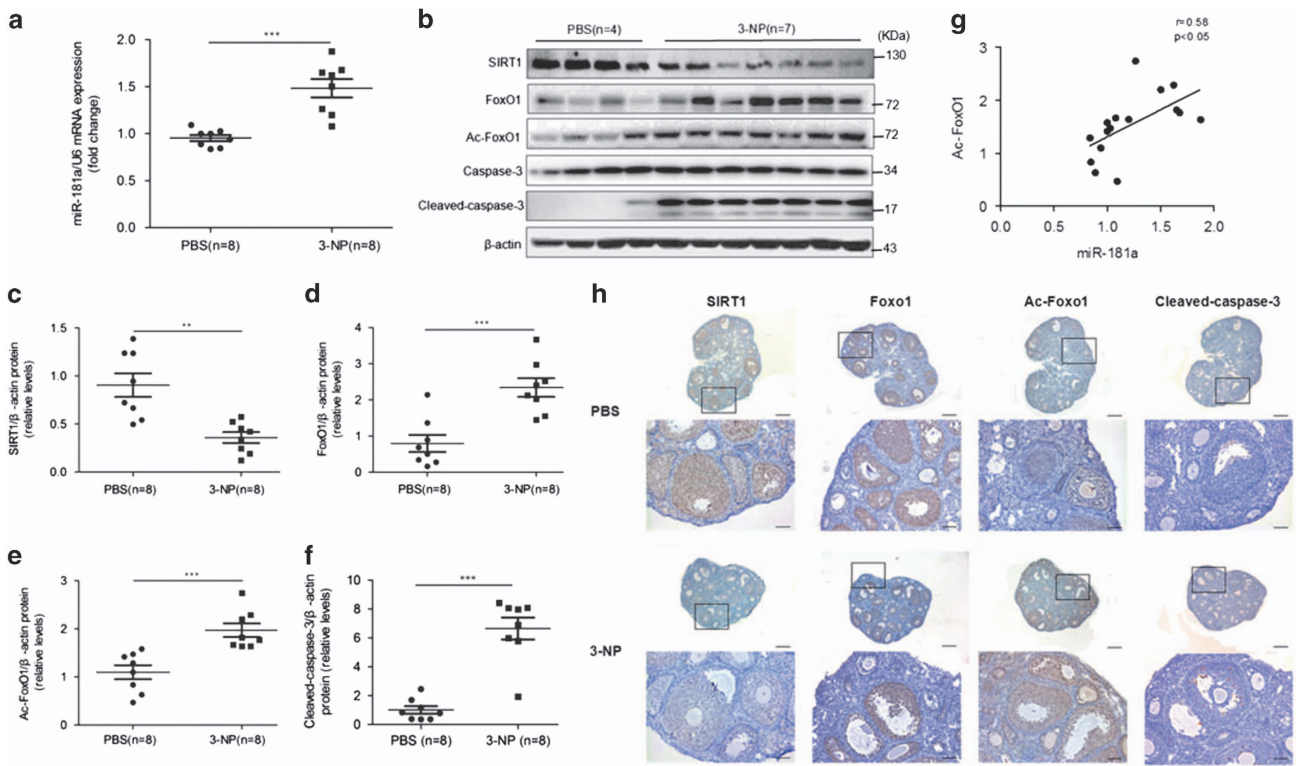 a
miR-181a/U6 mRNA expression
(fold change)
2.0
1.5
1.0
0.5
0.0
***
PBS(n=8)
3-NP(n=8)
b
PBS(n=4)
3-NP(n=7)
(KDa)
SIRT1
130
FoxO1
72
Ac-FoxO1
72
Caspase-3
34
Cleaved-caspase-3
17
β-actin
43
g
r=0.58
p<0.05
Ac-FoxO1
3
2
1
0
0.0
0.5
1.0
1.5
2.0
miR-181a
c
SIRT1/β -actin protein
(relative levels)
1.5
1.0
0.5
0.0
**
PBS(n=8)
3-NP(n=8)
d
FoxO1/β -actin protein
(relative levels)
4
3
2
1
0
***
PBS(n=8)
3-NP(n=8)
e
Ac-FoxO1/β -actin protein
(relative levels)
3
2
1
0
***
PBS(n=8)
3-NP(n=8)
f
Cleaved-caspase-3/β -actin
protein (relative levels)
10
8
6
4
2
0
***
PBS (n=8)
3-NP (n=8)
h
SIRT1
Foxo1
Ac-Foxo1
Cleaved-caspase-3
PBS
3-NP